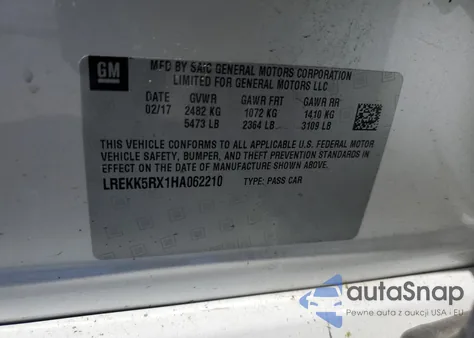 GM
MFD BY SAIC GENERAL MOTORS CORPORATION
LIMITED FOR GENERAL MOTORS LLC
DATE GVWR GAWR FRT GAWR RR
02/17 2482 KG 1072 KG 1410 KG
5473 LB 2364 LB 3109 LB
THIS VEHICLE CONFORMS TO ALL APPLICABLE U.S. FEDERAL MOTOR
VEHICLE SAFETY, BUMPER, AND THEFT PREVENTION STANDARDS
IN EFFECT ON THE DATE OF MANUFACTURE SHOWN ABOVE.
LREKK5RX1HA062210 TYPE: PASS CAR
autoSnap
Pewne auta z aukcji USA - EU